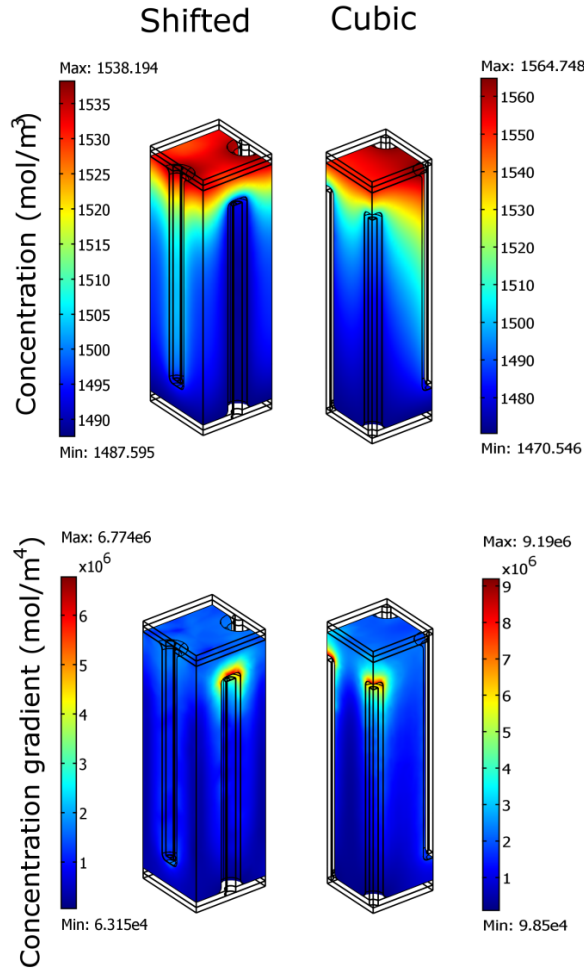 Shifted Cubic
Max: 1538.194
Max: 1564.748
Concentration (mol/m³)
1535
1530
1525
1520
1515
1510
1505
1500
1495
1490
1560
1550
1540
1530
1520
1510
1500
1490
1480
Min: 1487.595
Min: 1470.546
Max: 6.774e6
Max: 9.19e6
x10⁶
x10⁶
Concentration gradient (mol/m⁴)
6
5
4
3
2
1
9
8
7
6
5
4
3
2
1
Min: 6.315e4
Min: 9.85e4